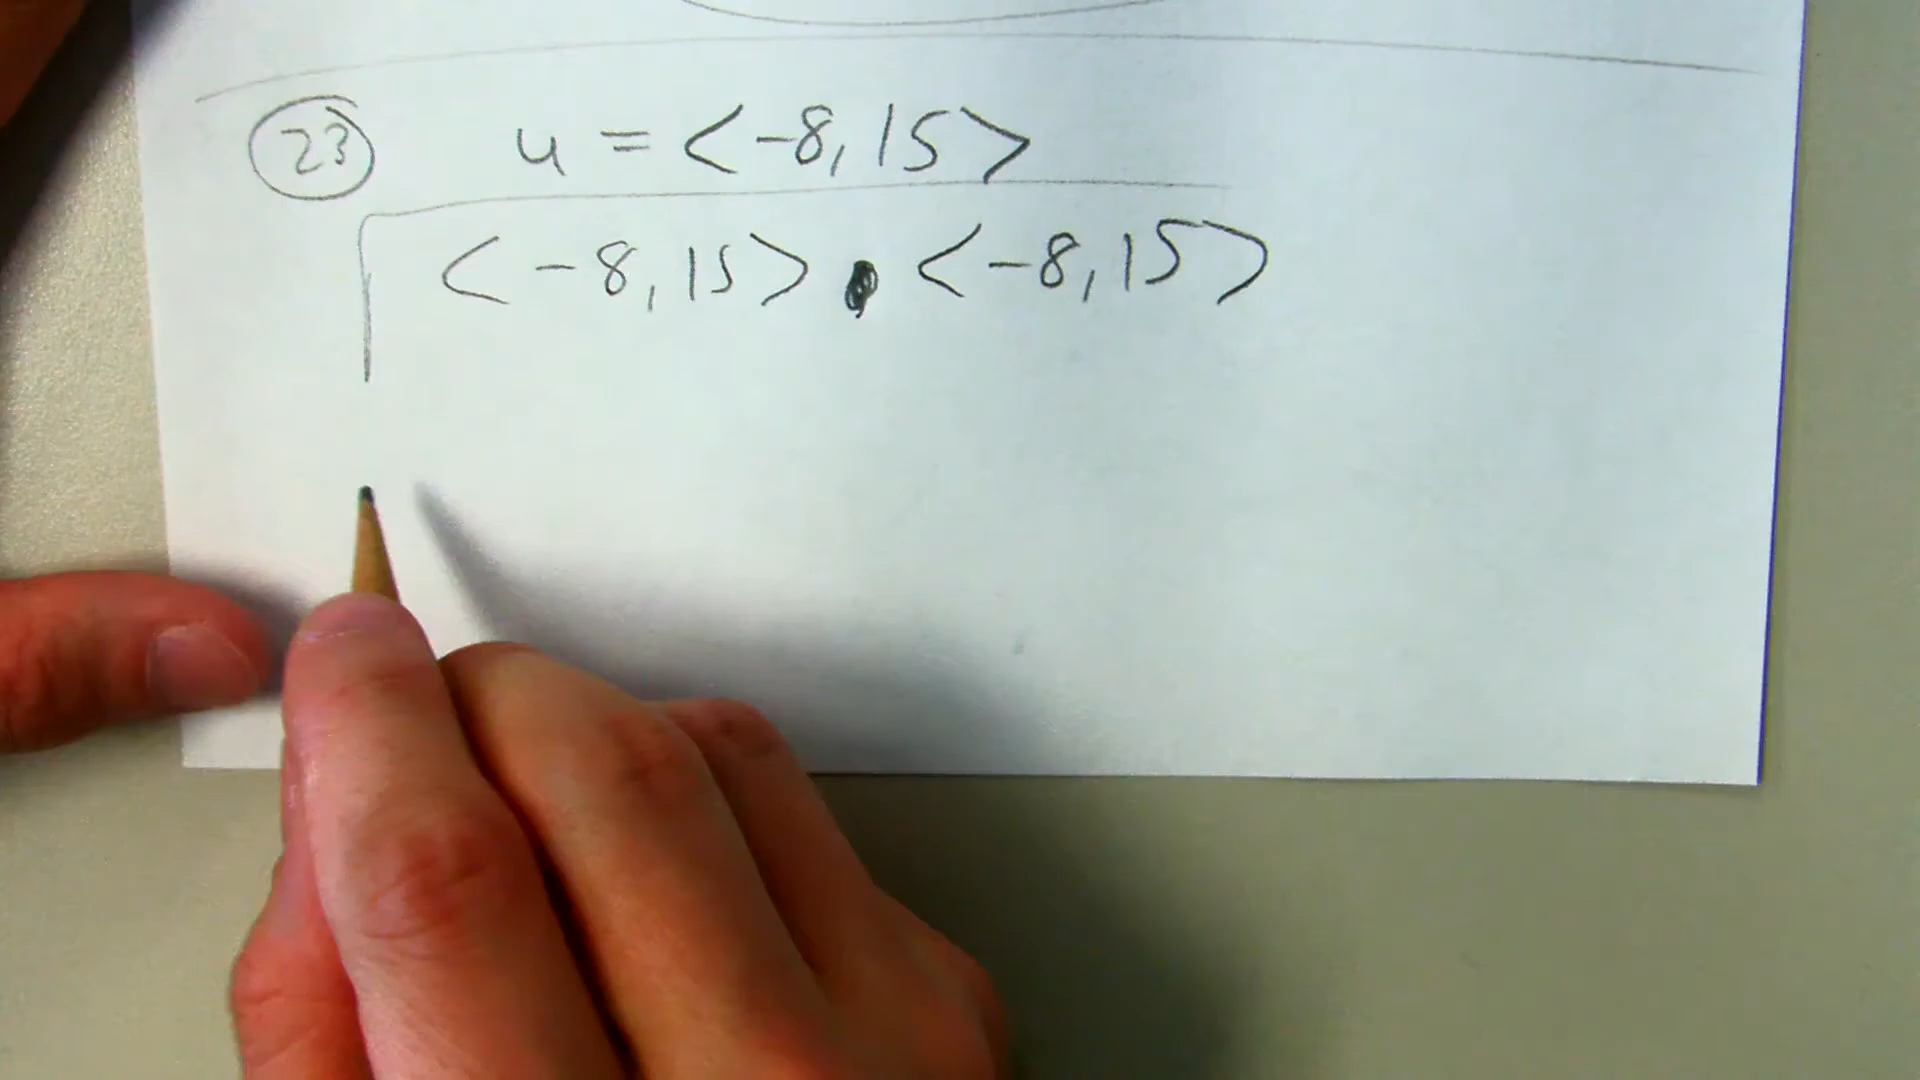 23 u = <-8, 15>
<-8, 15> • <-8, 15>